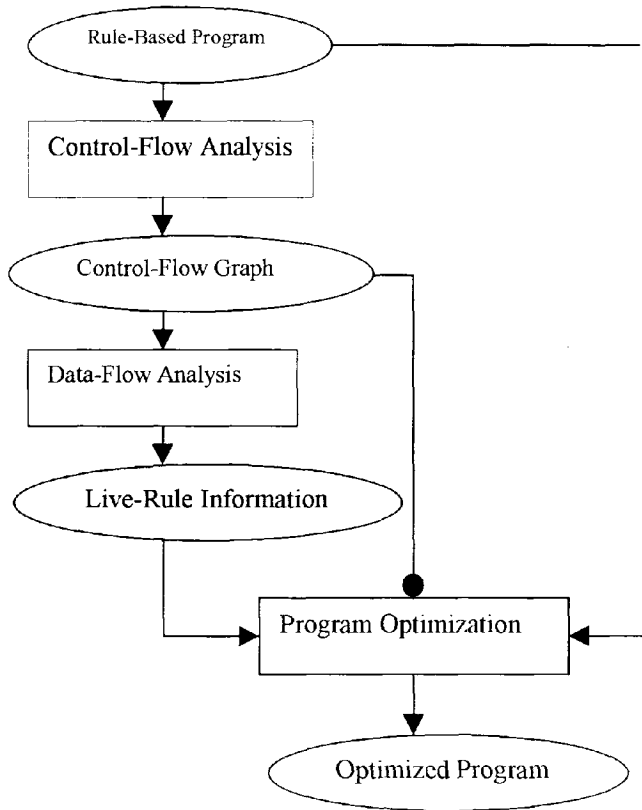 Rule-Based Program
Control-Flow Analysis
Control-Flow Graph
Data-Flow Analysis
Live-Rule Information
Program Optimization
Optimized Program